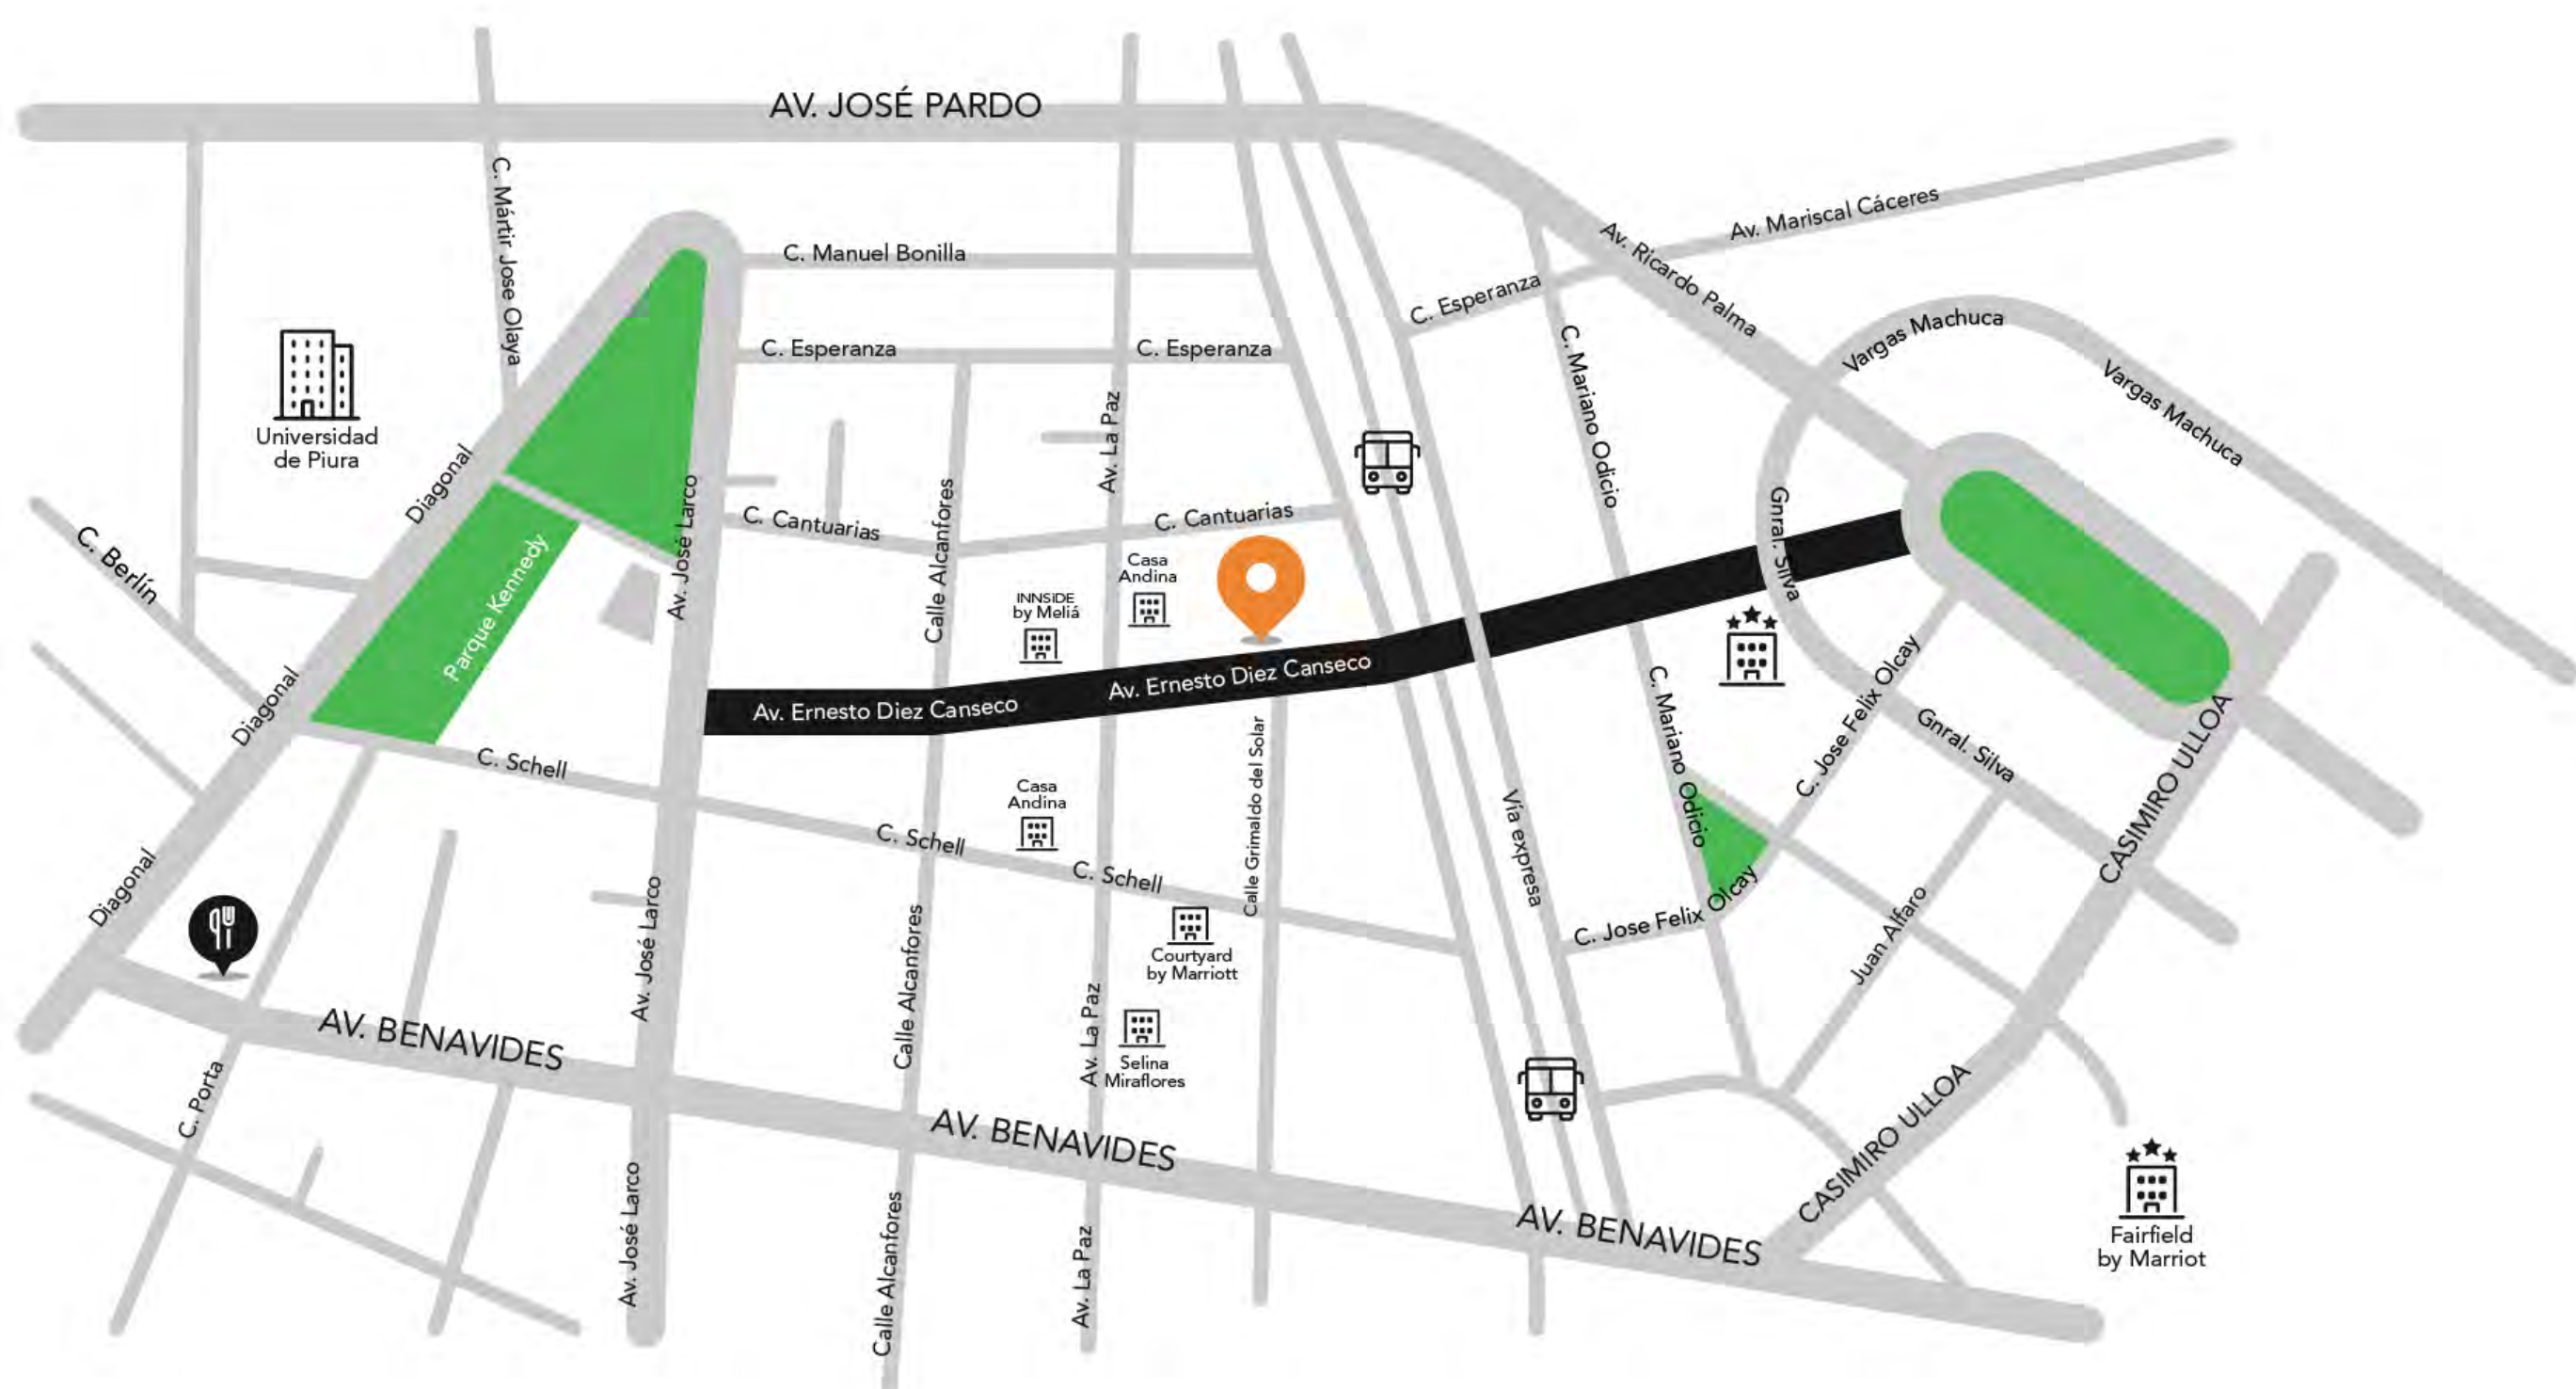 AV. JOSÉ PARDO
C. Mártir Jose Olaya
C. Manuel Bonilla
Av. Mariscal Cáceres
Av. Ricardo Palma
C. Esperanza
C. Esperanza
C. Esperanza
Vargas Machuca
Vargas Machuca
C. Mariano Odicio
Universidad
de Piura
Diagonal
Av. José Larco
Av. La Paz
C. Cantuarias
C. Cantuarias
Calle Alcanfores
Gnral. Silva
C. Berlín
Parque Kennedy
INNSiDE
by Meliá
Casa
Andina
Diagonal
Av. Ernesto Diez Canseco
Av. Ernesto Diez Canseco
C. Mariano Odicio
C. Jose Felix Olcay
Gnral. Silva
CASIMIRO ULLOA
C. Schell
C. Schell
C. Schell
Casa
Andina
Calle Grimaldo del Solar
Vía expresa
Diagonal
Av. José Larco
Calle Alcanfores
Av. La Paz
Courtyard
by Marriott
C. Jose Felix Olcay
Juan Alfaro
Selina
Miraflores
AV. BENAVIDES
C. Porta
AV. BENAVIDES
CASIMIRO ULLOA
AV. BENAVIDES
Av. José Larco
Calle Alcanfores
Av. La Paz
Fairfield
by Marriot